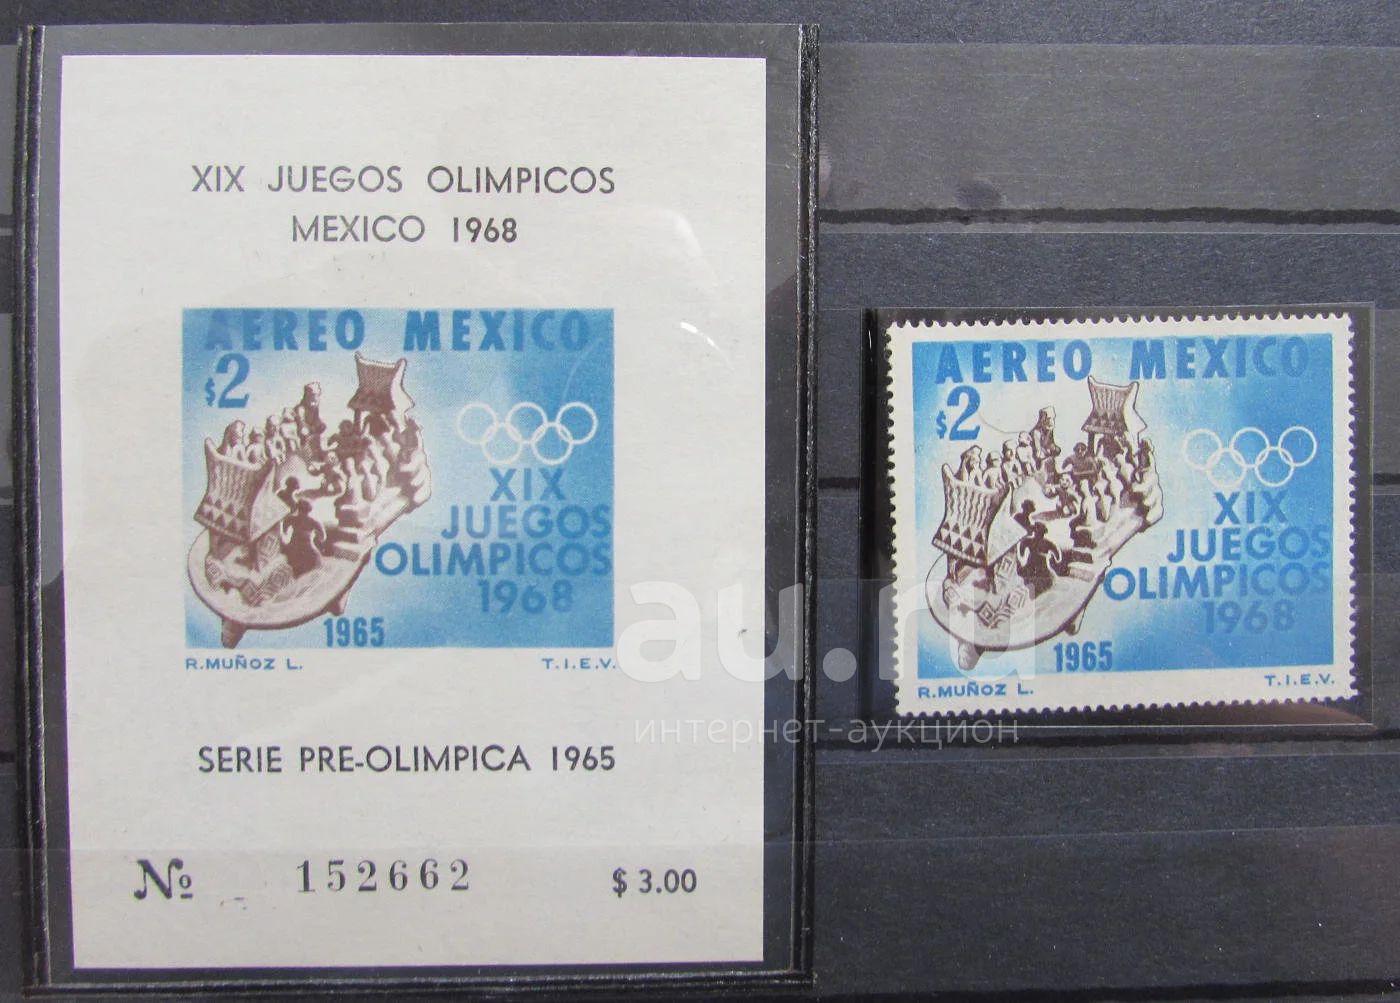 XIX JUEGOS OLIMPICOS
MEXICO 1968
AEREO MEXICO
$2
XIX
JUEGOS
OLIMPICOS
1968
1965
R.MUÑOZ L. T.I.E.V.
SERIE PRE-OLIMPICA 1965
№ 152662 $ 3.00
AEREO MEXICO
$2
XIX
JUEGOS
OLIMPICOS
1968
1965
R.MUÑOZ L. T.I.E.V.
au.ru
интернет-аукцион